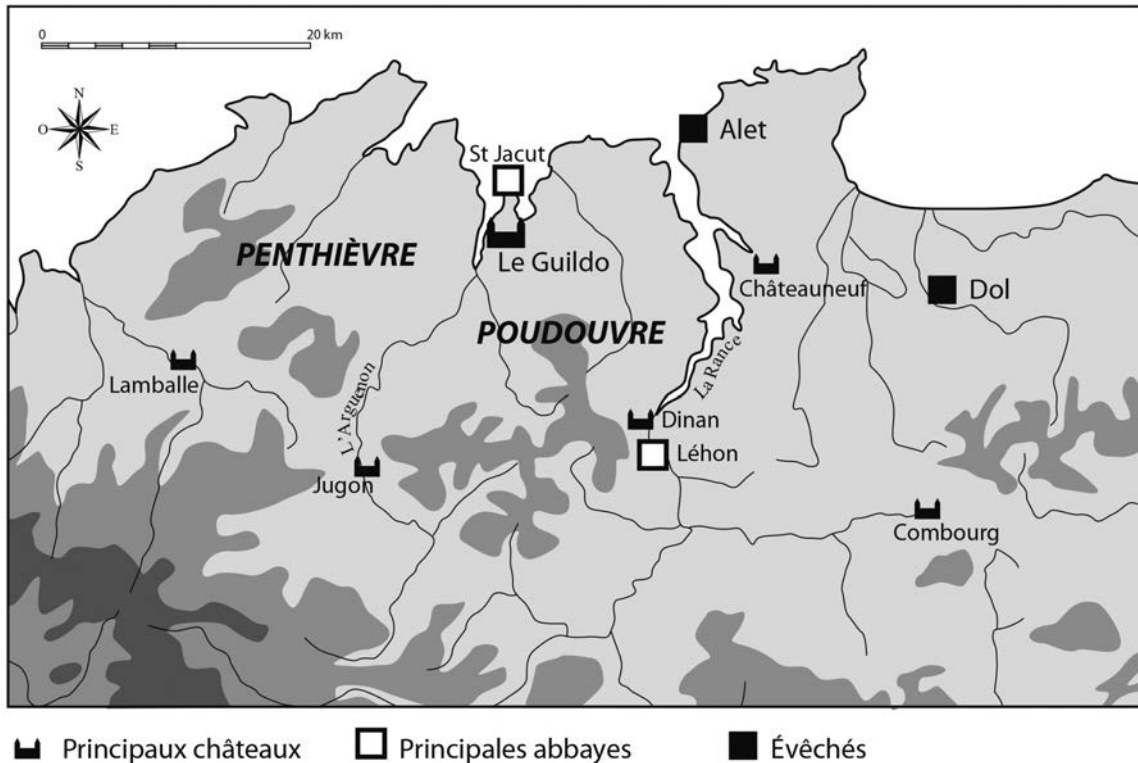 0 20 km
N
O E
S
Alet
St Jacut
PENTHIÈVRE
Le Guildo
Châteauneuf
Dol
POUDOUVRE
La Rance
Lamballe
L'Arguenon
Dinan
Léhon
Jugon
Combourg
Principaux châteaux Principales abbayes Évêchés